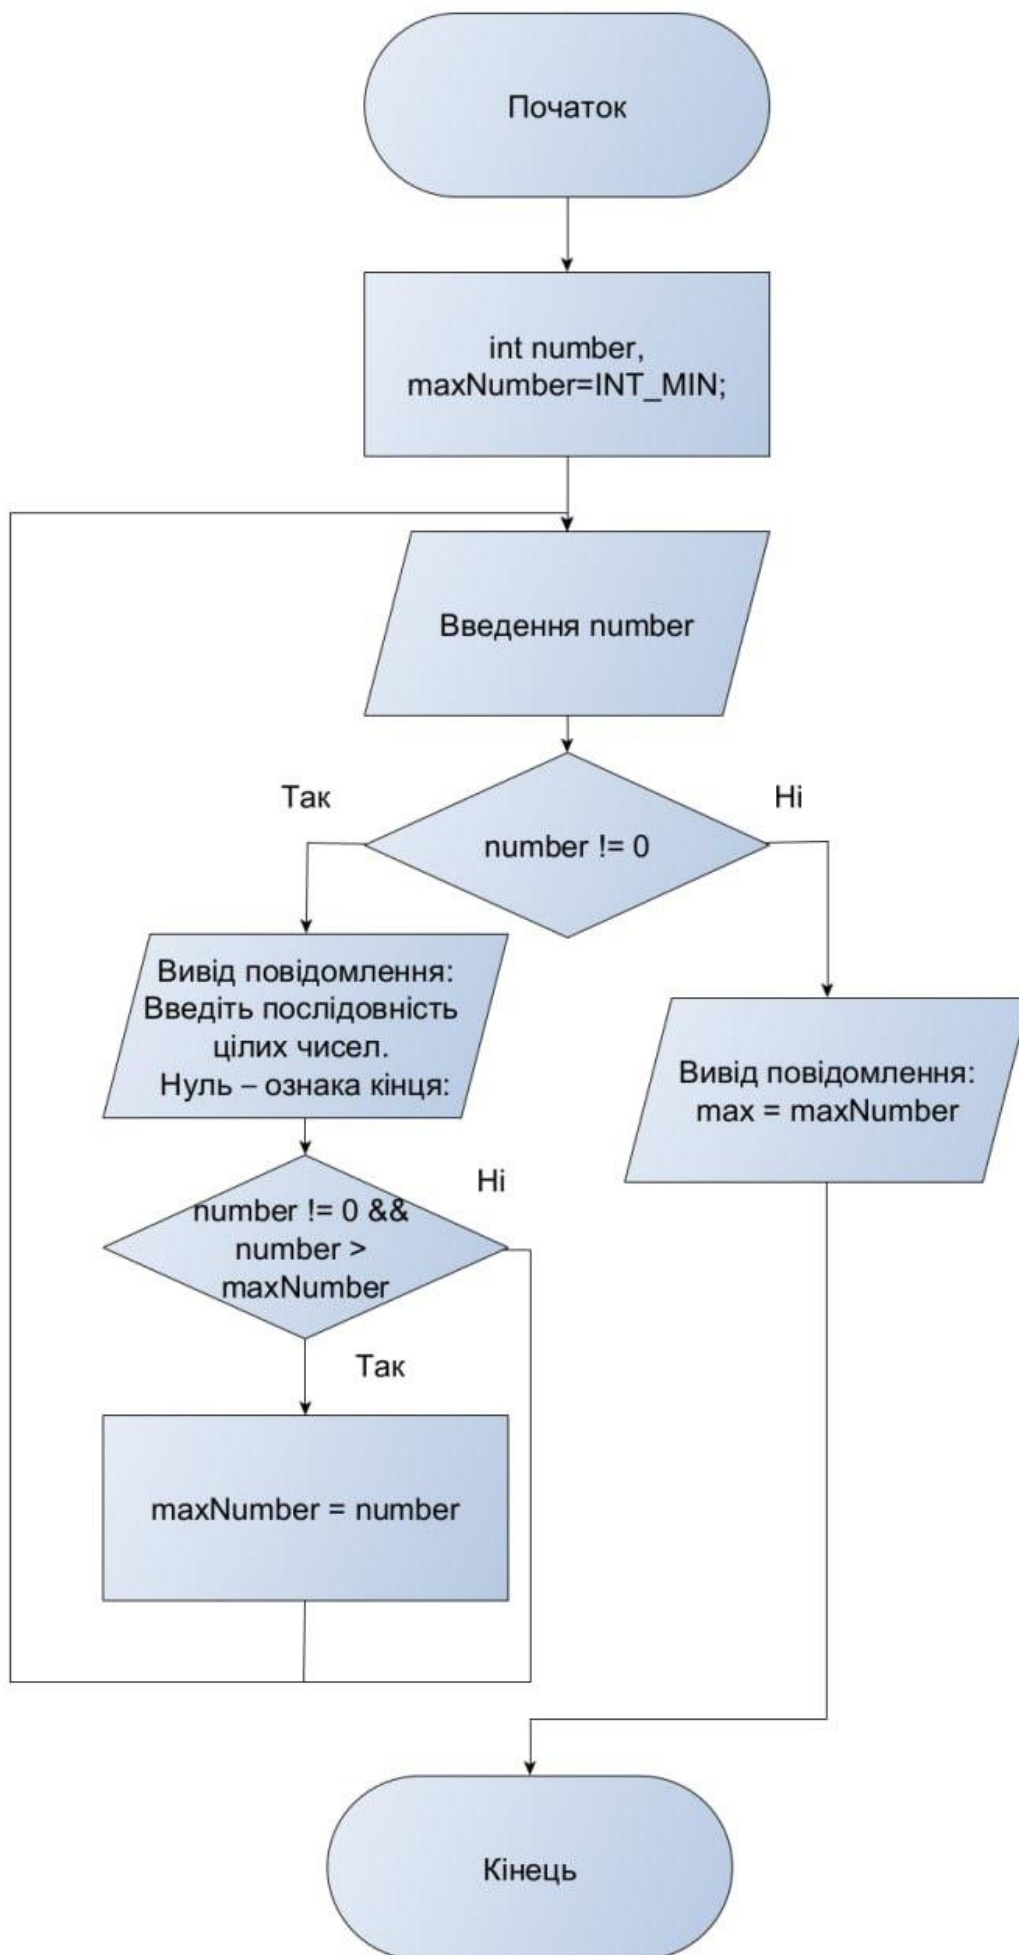 Початок
int number,
maxNumber=INT_MIN;
Введення number
Так
Ні
number != 0
Вивід повідомлення:
Введіть послідовність
цілих чисел.
Нуль – ознака кінця:
Вивід повідомлення:
max = maxNumber
Ні
number != 0 &&
number >
maxNumber
Так
maxNumber = number
Кінець